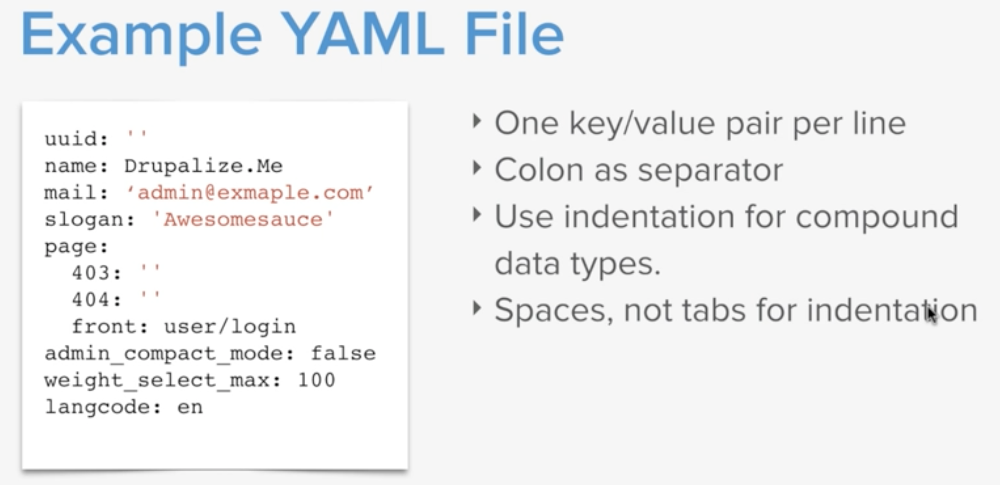 Example YAML File
uuid: ''
name: Drupalize.Me
mail: ‘admin@exmaple.com’
slogan: 'Awesomesauce'
page:
  403: ''
  404: ''
  front: user/login
admin_compact_mode: false
weight_select_max: 100
langcode: en
‣ One key/value pair per line
‣ Colon as separator
‣ Use indentation for compound
data types.
‣ Spaces, not tabs for indentation